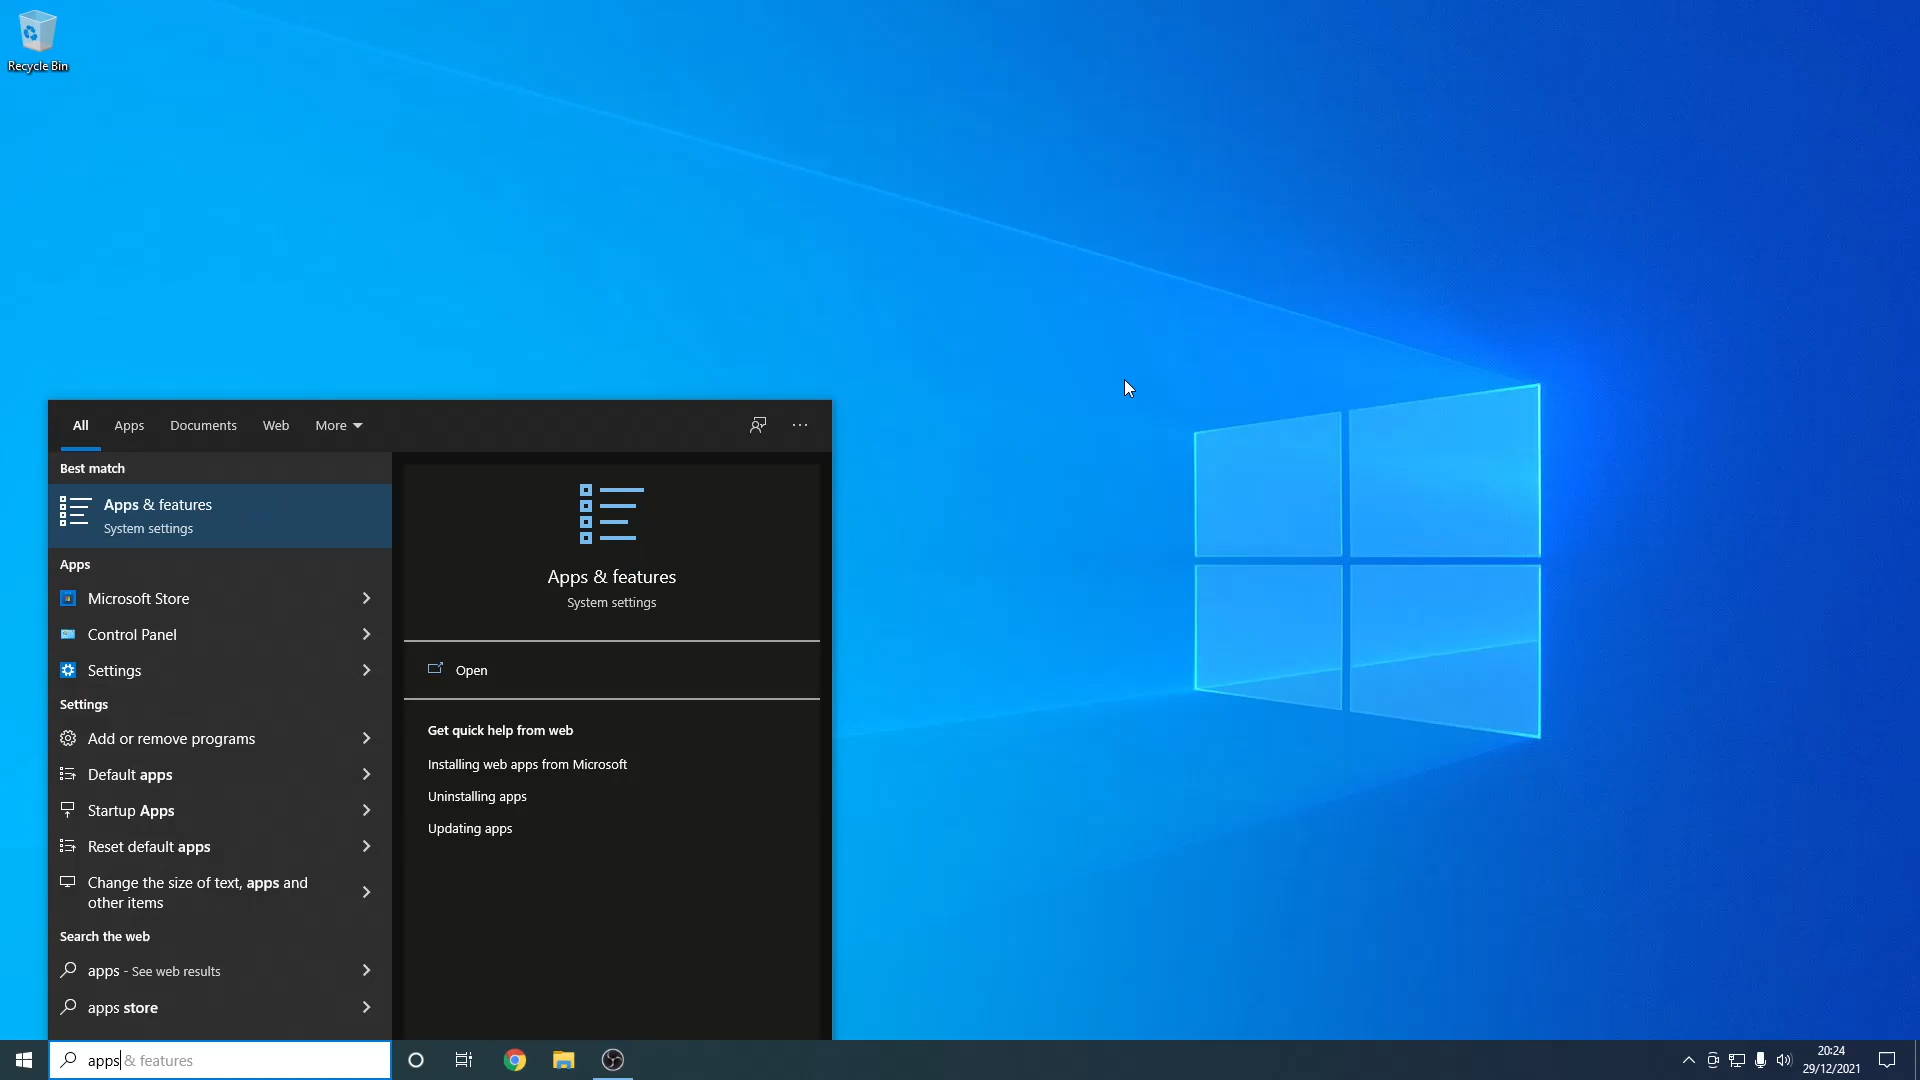 Recycle Bin
All Apps Documents Web More
Best match
Apps & features
System settings
Apps
Microsoft Store
Control Panel
Settings
Settings
Add or remove programs
Default apps
Startup Apps
Reset default apps
Change the size of text, apps and
other items
Search the web
apps - See web results
apps store
Apps & features
System settings
Open
Get quick help from web
Installing web apps from Microsoft
Uninstalling apps
Updating apps
apps & features
20:24
29/12/2021